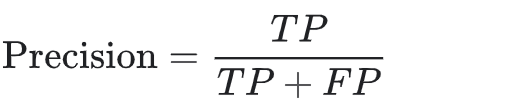 Precision = TP / (TP + FP)